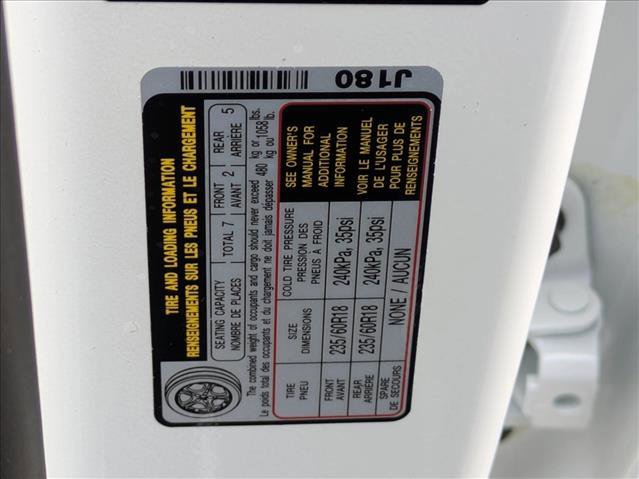 TIRE AND LOADING INFORMATION
RENSEIGNEMENTS SUR LES PNEUS ET LE CHARGEMENT
SEATING CAPACITY
NOMBRE DE PLACES
TOTAL 7
FRONT
AVANT 2
REAR
ARRIÈRE 5
The combined weight of occupants and cargo should never exceed 480 kg or 1058 lbs.
Le poids total des occupants et du chargement ne doit jamais dépasser 480 kg ou 1058 lb.
TIRE
PNEU
SIZE
DIMENSIONS
COLD TIRE PRESSURE
PRESSION DES
PNEUS À FROID
SEE OWNER'S
MANUAL FOR
ADDITIONAL
INFORMATION
VOIR LE MANUEL
DE L'USAGER
POUR PLUS DE
RENSEIGNEMENTS
FRONT
AVANT
235/60R18
240kPa, 35psi
REAR
ARRIÈRE
235/60R18
240kPa, 35psi
SPARE
DE SECOURS
NONE / AUCUN
J180